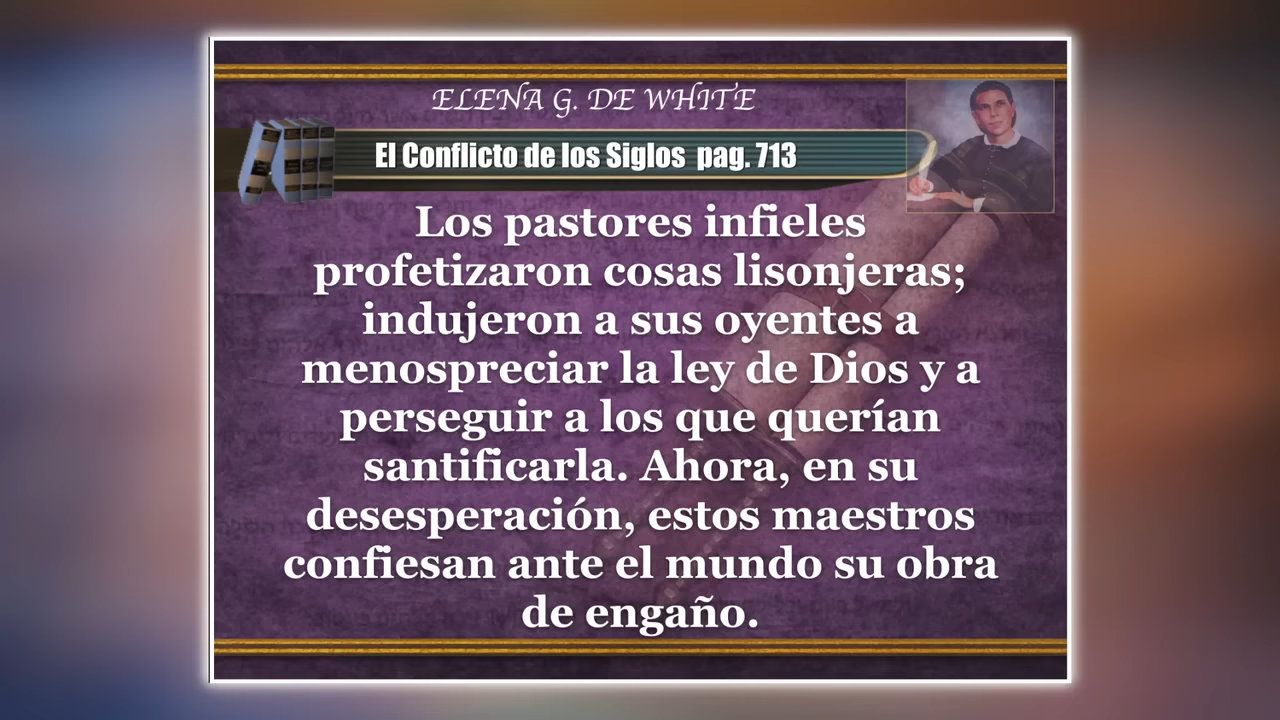 ELENA G. DE WHITE
El Conflicto de los Siglos pag. 713
Los pastores infieles
profetizaron cosas lisonjeras;
indujeron a sus oyentes a
menospreciar la ley de Dios y a
perseguir a los que querían
santificarla. Ahora, en su
desesperación, estos maestros
confiesan ante el mundo su obra
de engaño.